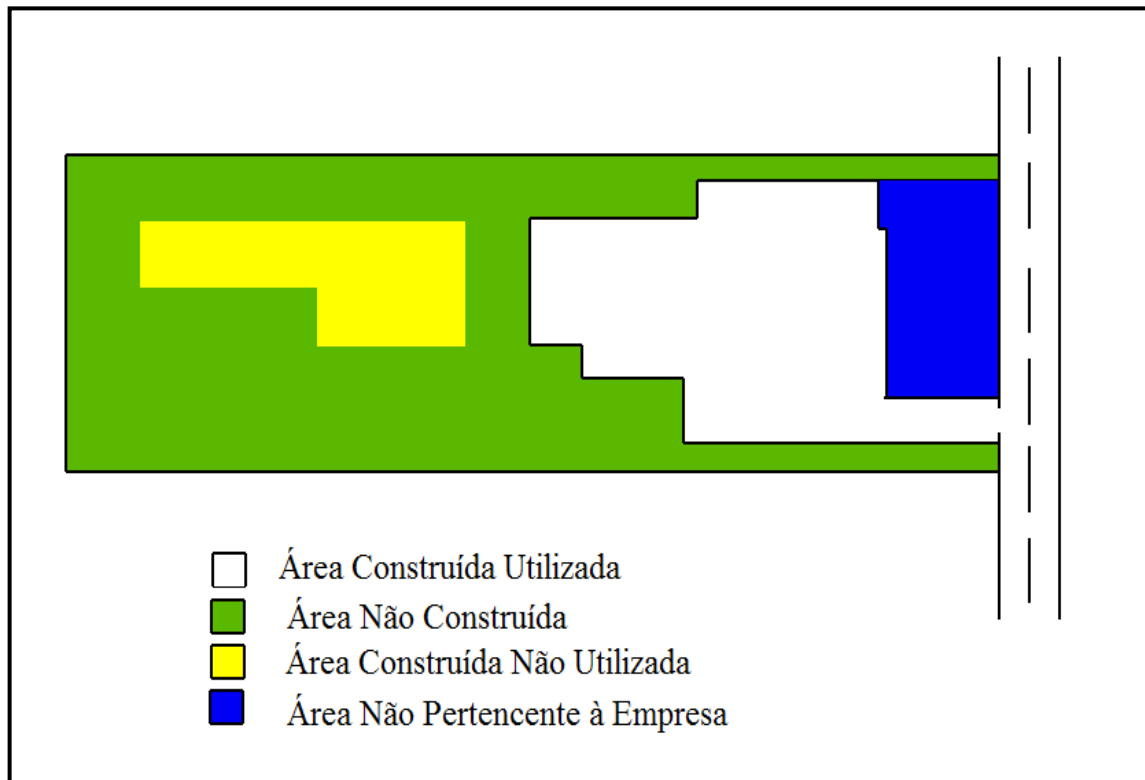 Área Construída Utilizada
Área Não Construída
Área Construída Não Utilizada
Área Não Pertencente à Empresa